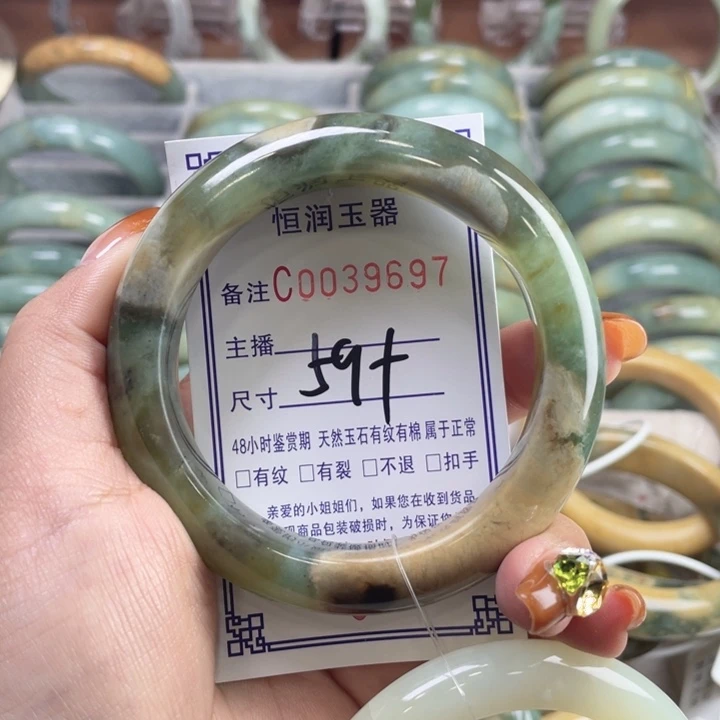 恒润玉器
备注C0039697
主播
尺寸 59+
48小时鉴赏期 天然玉石有纹有棉 属于正常
□有纹 □有裂 □不退 □扣手
亲爱的小姐姐们，如果您在收到货品
现商品包装破损时，为保证您